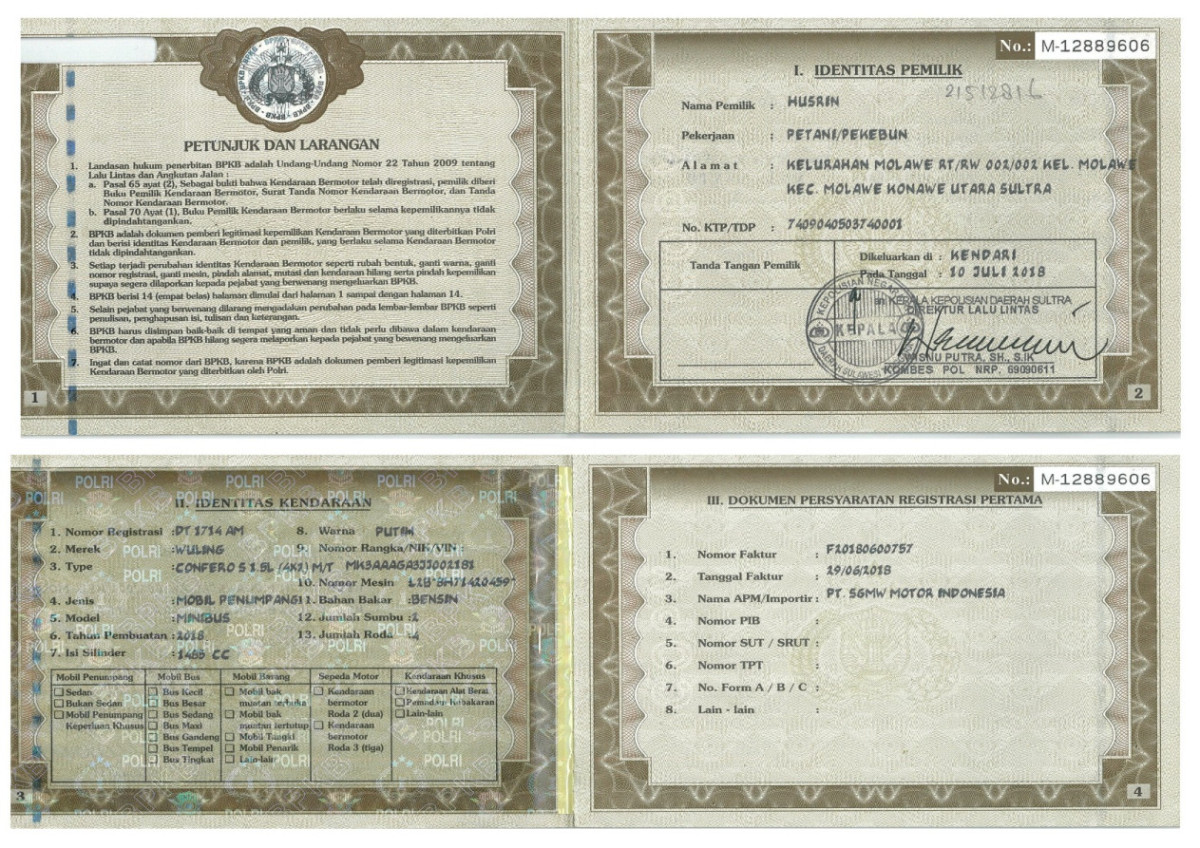 PETUNJUK DAN LARANGAN
1. Landasan hukum penerbitan BPKB adalah Undang-Undang Nomor 22 Tahun 2009 tentang
Lalu Lintas dan Angkutan Jalan :
a. Pasal 65 ayat (2), Sebagai bukti bahwa Kendaraan Bermotor telah diregistrasi, pemilik diberi
Buku Pemilik Kendaraan Bermotor, Surat Tanda Nomor Kendaraan Bermotor, dan Tanda
Nomor Kendaraan Bermotor.
b. Pasal 70 Ayat (1), Buku Pemilik Kendaraan Bermotor berlaku selama kepemilikannya tidak
dipindahtangankan.
2. BPKB adalah dokumen pemberi legitimasi kepemilikan Kendaraan Bermotor yang diterbitkan Polri
dan berisi identitas Kendaraan Bermotor dan pemilik, yang berlaku selama Kendaraan Bermotor
tidak dipindahtangankan.
3. Setiap terjadi perubahan identitas Kendaraan Bermotor seperti rubah bentuk, ganti warna, ganti
nomor registrasi, ganti mesin, pindah alamat, mutasi dan kendaraan hilang serta pindah kepemilikan
supaya segera dilaporkan kepada pejabat yang berwenang mengeluarkan BPKB.
4. BPKB berisi 14 (empat belas) halaman dimulai dari halaman 1 sampai dengan halaman 14.
5. Selain pejabat yang berwenang dilarang mengadakan perubahan pada lembar-lembar BPKB seperti
penulisan, penghapusan isi, tulisan dan keterangan.
6. BPKB harus disimpan baik-baik di tempat yang aman dan tidak perlu dibawa dalam kendaraan
bermotor dan apabila BPKB hilang segera melaporkan kepada pejabat yang bewenang mengeluarkan
BPKB.
7. Ingat dan catat nomor dari BPKB, karena BPKB adalah dokumen pemberi legitimasi kepemilikan
Kendaraan Bermotor yang diterbitkan oleh Polri.
1
No.: M-12889606
I. IDENTITAS PEMILIK
Nama Pemilik : HUSRIN
Pekerjaan : PETANI/PEKEBUN
Alamat : KELURAHAN MOLAWE RT/RW 002/002 KEL. MOLAWE
KEC. MOLAWE KONAWE UTARA SULTRA
No. KTP/TDP : 7409040503740001
Tanda Tangan Pemilik
Dikeluarkan di : KENDARI
Pada Tanggal : 10 JULI 2018
an KEPALA KEPOLISIAN DAERAH SULTRA
DIREKTUR LALU LINTAS
KEPALA
PUTRA, SH., S.IK
KOMBES POL NRP. 69090611
2
II. IDENTITAS KENDARAAN
1. Nomor Registrasi : DT 1714 AM
2. Merek : WULING
3. Type : CONFERO S 1.5L (4X2) M/T
4. Jenis : MOBIL PENUMPANG
5. Model : MINIBUS
6. Tahun Pembuatan : 2018
7. Isi Silinder : 1485 CC
8. Warna PUTIH
9. Nomor Rangka/NIK/VIN :
MK3AAAGA3JJ002181
10. Nomor Mesin :
11. Bahan Bakar : BENSIN
12. Jumlah Sumbu : 2
13. Jumlah Roda : 4
Mobil Penumpang
Sedan
Bukan Sedan
Mobil Penumpang
Keperluan Khusus
Mobil Bus
Bus Kecil
Bus Besar
Bus Sedang
Bus Maxi
Bus Gandeng
Bus Tempel
Bus Tingkat
Mobil Barang
Mobil bak
muatan terbuka
Mobil bak
muatan tertutup
Mobil Tangki
Mobil Penarik
Lain-lain
Sepeda Motor
Kendaraan
bermotor
Roda 2 (dua)
Kendaraan
bermotor
Roda 3 (tiga)
Kendaraan Khusus
Kendaraan Alat Berat
Pemadam Kebakaran
Lain-lain
3
No.: M-12889606
III. DOKUMEN PERSYARATAN REGISTRASI PERTAMA
1. Nomor Faktur : F20180600757
2. Tanggal Faktur : 29/06/2018
3. Nama APM/Importir : PT. SGMW MOTOR INDONESIA
4. Nomor PIB :
5. Nomor SUT / SRUT :
6. Nomor TPT :
7. No. Form A / B / C :
8. Lain - lain :
4